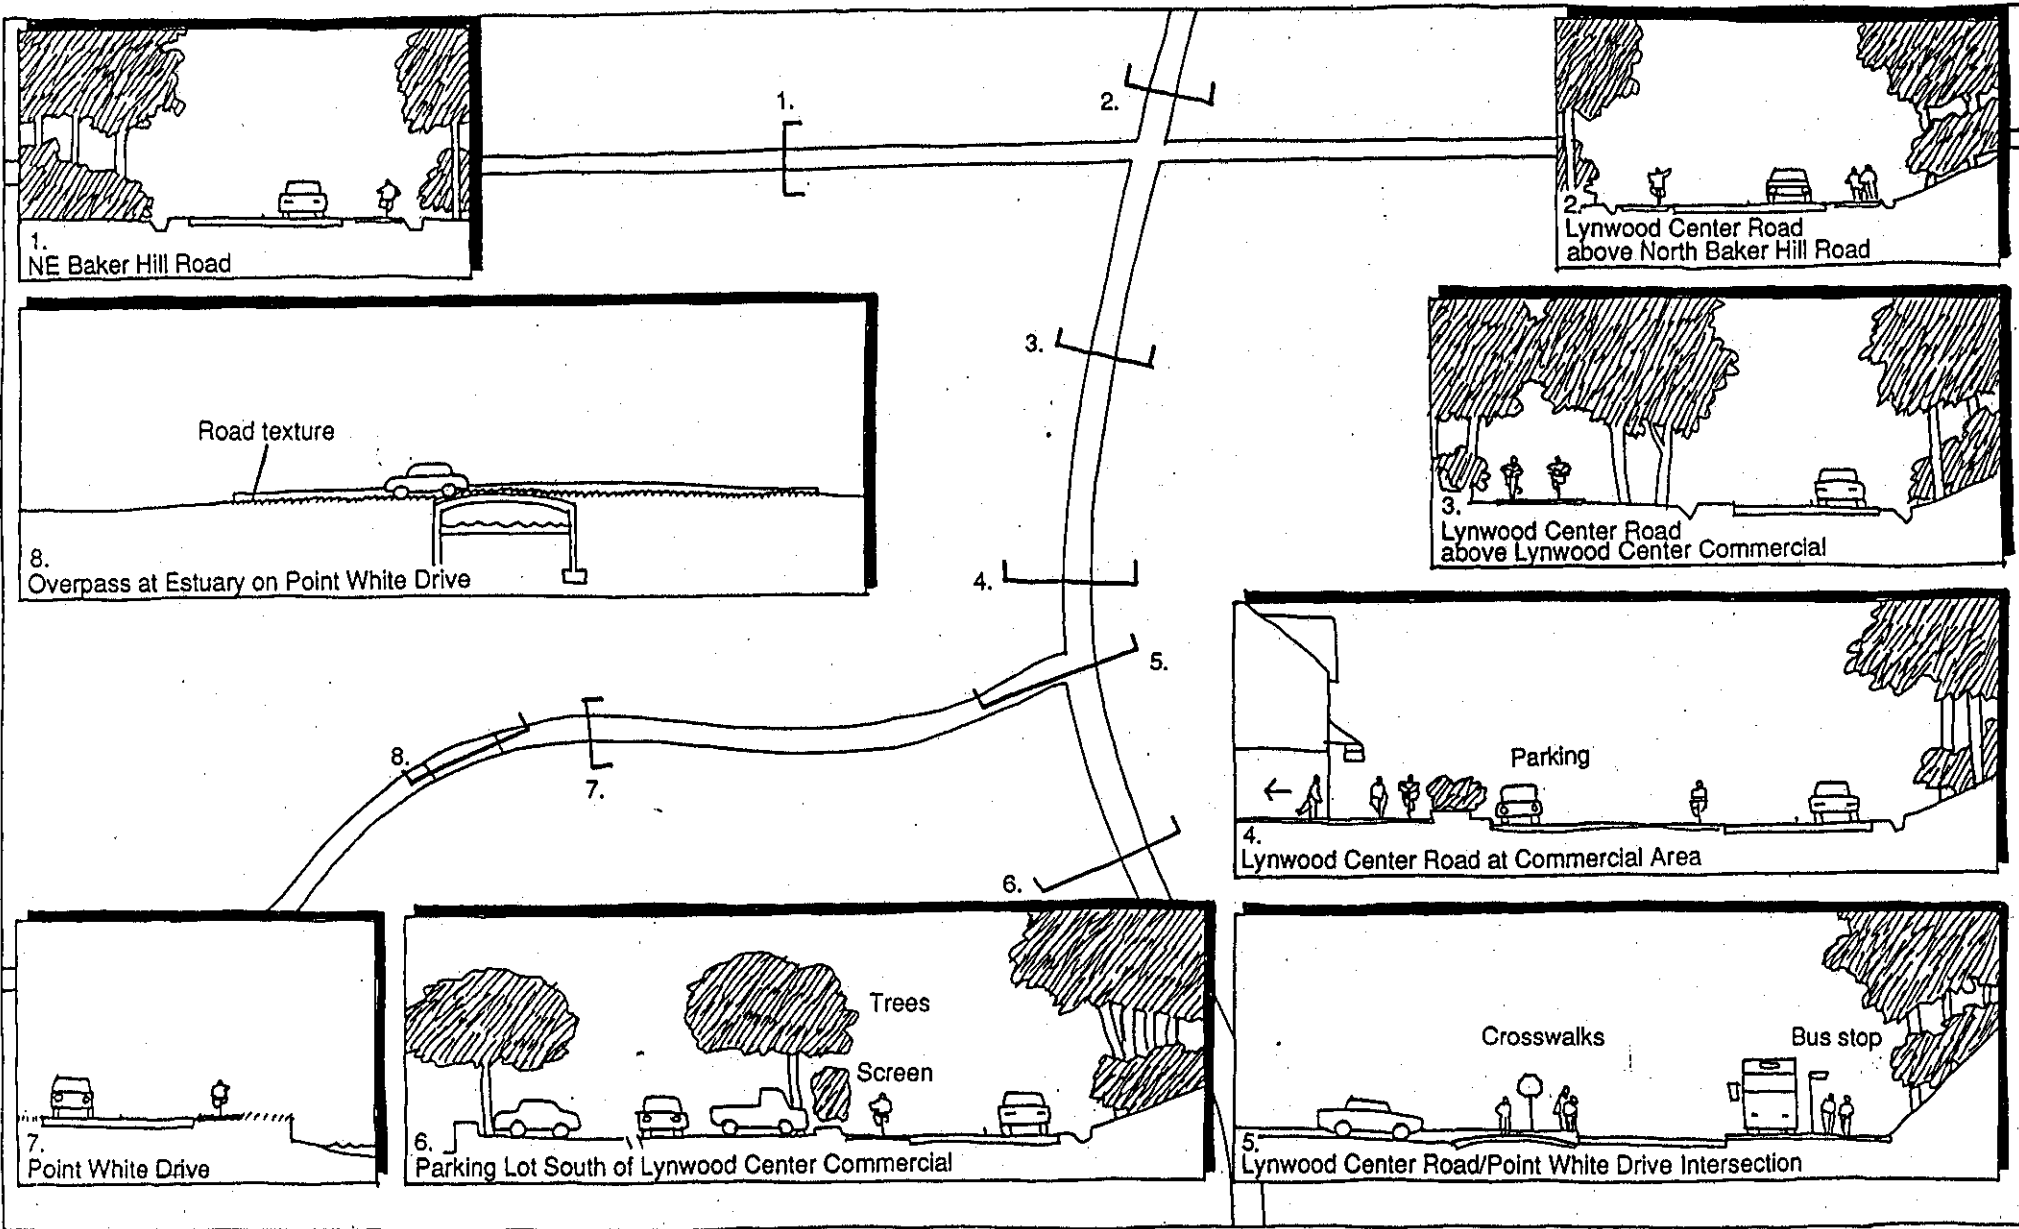 1.
NE Baker Hill Road
1.
2.
2.
Lynwood Center Road
above North Baker Hill Road
Road texture
8.
Overpass at Estuary on Point White Drive
3.
3.
Lynwood Center Road
above Lynwood Center Commercial
4.
Parking
4.
Lynwood Center Road at Commercial Area
5.
8.
7.
6.
7.
Point White Drive
Trees
Screen
6.
Parking Lot South of Lynwood Center Commercial
Crosswalks
Bus stop
5.
Lynwood Center Road/Point White Drive Intersection